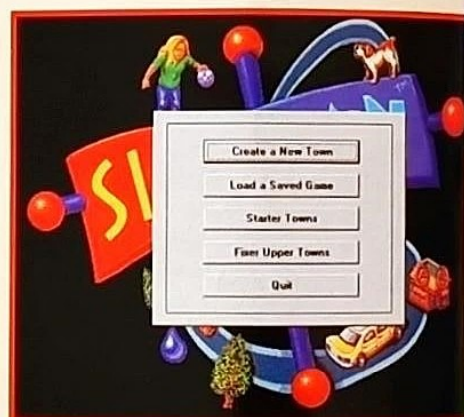 Create a New Town
Load a Saved Game
Starter Towns
Fixer Upper Towns
Quit